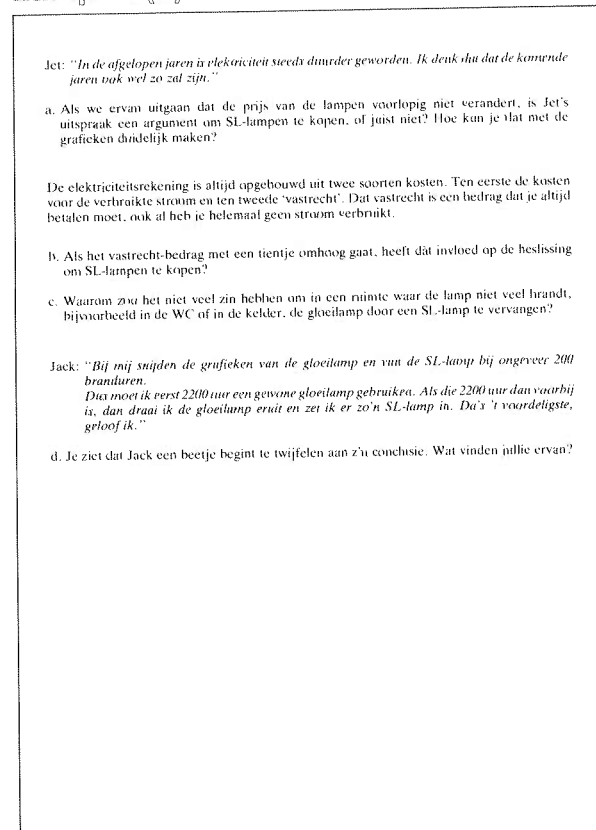 Jet: "In de afgelopen jaren is elektriciteit steeds duurder geworden. Ik denk dat de komende
jaren ook wel zo zal zijn."
a. Als we ervan uitgaan dat de prijs van de lampen voorlopig niet verandert, is Jet's
uitspraak een argument om SL-lampen te kopen, of juist niet? Hoe kun je dat met de
grafieken duidelijk maken?
De elektriciteitsrekening is altijd opgebouwd uit twee soorten kosten. Ten eerste de kosten
voor de verbruikte stroom en ten tweede 'vastrecht'. Dat vastrecht is een bedrag dat je altijd
betalen moet, ook al heb je helemaal geen stroom verbruikt.
b. Als het vastrecht-bedrag met een tientje omhoog gaat, heeft dàt invloed op de beslissing
om SL-lampen te kopen?
c. Waarom zou het niet veel zin hebben om in een ruimte waar de lamp niet veel brandt,
bijvoorbeeld in de WC of in de kelder, de gloeilamp door een SL-lamp te vervangen?
Jack: "Bij mij snijden de grafieken van de gloeilamp en van de SL-lamp bij ongeveer 200
branduren.
Dus moet ik eerst 2200 uur een gewone gloeilamp gebruiken. Als die 2200 uur dan voorbij
is, dan draai ik de gloeilamp eruit en zet ik er zo'n SL-lamp in. Da's 't voordeligste,
geloof ik."
d. Je ziet dat Jack een beetje begint te twijfelen aan z'n conclusie. Wat vinden jullie ervan?